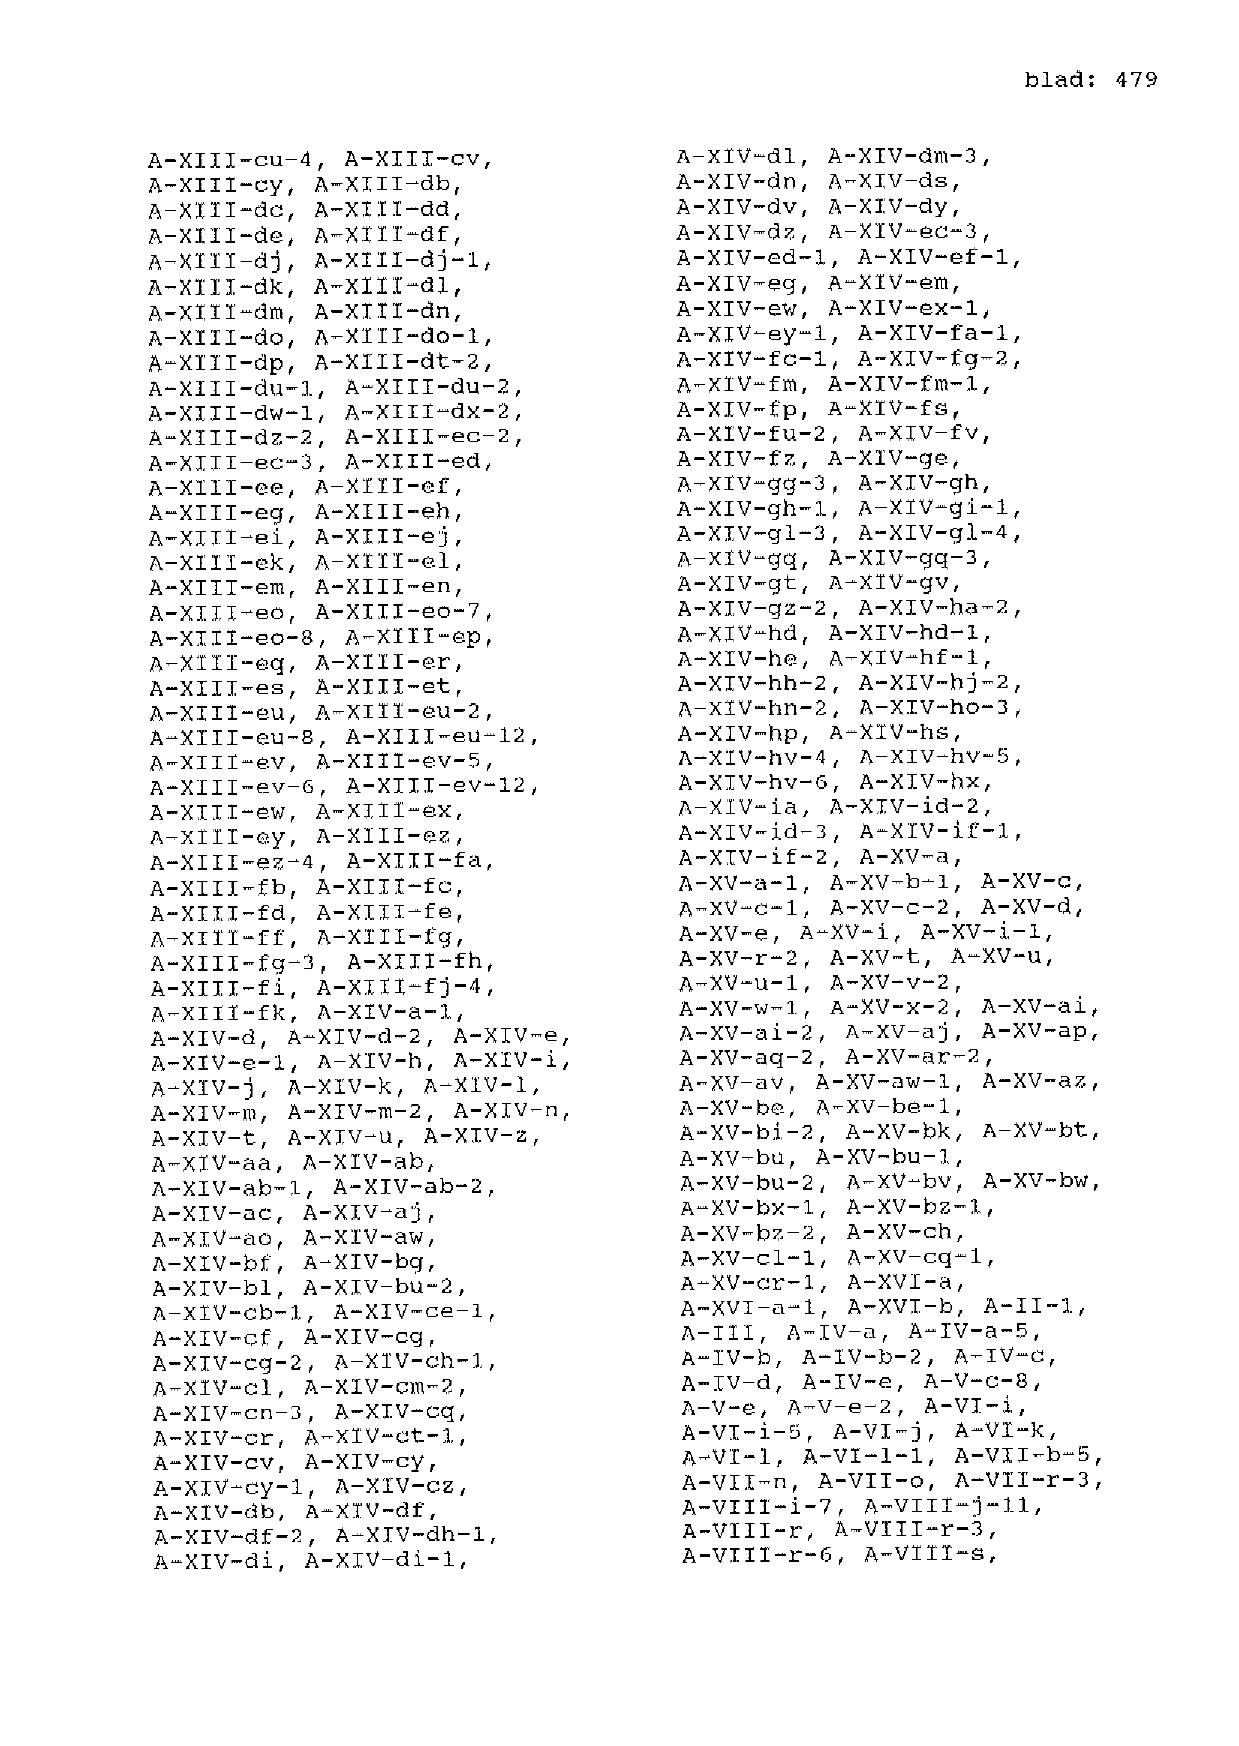 blad: 479
A-XIII-cu-4, A-XIII-cv,
A-XIII-cy, A-XIII-db,
A-XIII-dc, A-XIII-dd,
A-XIII-de, A-XIII-df,
A-XIII-dj, A-XIII-dj-1,
A-XIII-dk, A-XIII-dl,
A-XIII-dm, A-XIII-dn,
A-XIII-do, A-XIII-do-1,
A-XIII-dp, A-XIII-dt-2,
A-XIII-du-1, A-XIII-du-2,
A-XIII-dw-1, A-XIII-dx-2,
A-XIII-dz-2, A-XIII-ec-2,
A-XIII-ec-3, A-XIII-ed,
A-XIII-ee, A-XIII-ef,
A-XIII-eg, A-XIII-eh,
A-XIII-ei, A-XIII-ej,
A-XIII-ek, A-XIII-el,
A-XIII-em, A-XIII-en,
A-XIII-eo, A-XIII-eo-7,
A-XIII-eo-8, A-XIII-ep,
A-XIII-eq, A-XIII-er,
A-XIII-es, A-XIII-et,
A-XIII-eu, A-XIII-eu-2,
A-XIII-eu-8, A-XIII-eu-12,
A-XIII-ev, A-XIII-ev-5,
A-XIII-ev-6, A-XIII-ev-12,
A-XIII-ew, A-XIII-ex,
A-XIII-ey, A-XIII-ez,
A-XIII-ez-4, A-XIII-fa,
A-XIII-fb, A-XIII-fc,
A-XIII-fd, A-XIII-fe,
A-XIII-ff, A-XIII-fg,
A-XIII-fg-3, A-XIII-fh,
A-XIII-fi, A-XIII-fj-4,
A-XIII-fk, A-XIV-a-1,
A-XIV-d, A-XIV-d-2, A-XIV-e,
A-XIV-e-1, A-XIV-h, A-XIV-i,
A-XIV-j, A-XIV-k, A-XIV-l,
A-XIV-m, A-XIV-m-2, A-XIV-n,
A-XIV-t, A-XIV-u, A-XIV-z,
A-XIV-aa, A-XIV-ab,
A-XIV-ab-1, A-XIV-ab-2,
A-XIV-ac, A-XIV-aj,
A-XIV-ao, A-XIV-aw,
A-XIV-bf, A-XIV-bg,
A-XIV-bl, A-XIV-bu-2,
A-XIV-cb-1, A-XIV-ce-1,
A-XIV-cf, A-XIV-cg,
A-XIV-cg-2, A-XIV-ch-1,
A-XIV-cl, A-XIV-cm-2,
A-XIV-cn-3, A-XIV-cq,
A-XIV-cr, A-XIV-ct-1,
A-XIV-cv, A-XIV-cy,
A-XIV-cy-1, A-XIV-cz,
A-XIV-db, A-XIV-df,
A-XIV-df-2, A-XIV-dh-1,
A-XIV-di, A-XIV-di-1,
A-XIV-dl, A-XIV-dm-3,
A-XIV-dn, A-XIV-ds,
A-XIV-dv, A-XIV-dy,
A-XIV-dz, A-XIV-ec-3,
A-XIV-ed-1, A-XIV-ef-1,
A-XIV-eg, A-XIV-em,
A-XIV-ew, A-XIV-ex-1,
A-XIV-ey-1, A-XIV-fa-1,
A-XIV-fc-1, A-XIV-fg-2,
A-XIV-fm, A-XIV-fm-1,
A-XIV-fp, A-XIV-fs,
A-XIV-fu-2, A-XIV-fv,
A-XIV-fz, A-XIV-ge,
A-XIV-gg-3, A-XIV-gh,
A-XIV-gh-1, A-XIV-gi-1,
A-XIV-gl-3, A-XIV-gl-4,
A-XIV-gq, A-XIV-gq-3,
A-XIV-gt, A-XIV-gv,
A-XIV-gz-2, A-XIV-ha-2,
A-XIV-hd, A-XIV-hd-1,
A-XIV-he, A-XIV-hf-1,
A-XIV-hh-2, A-XIV-hj-2,
A-XIV-hn-2, A-XIV-ho-3,
A-XIV-hp, A-XIV-hs,
A-XIV-hv-4, A-XIV-hv-5,
A-XIV-hv-6, A-XIV-hx,
A-XIV-ia, A-XIV-id-2,
A-XIV-id-3, A-XIV-if-1,
A-XIV-if-2, A-XV-a,
A-XV-a-1, A-XV-b-1, A-XV-c,
A-XV-c-1, A-XV-c-2, A-XV-d,
A-XV-e, A-XV-i, A-XV-i-1,
A-XV-r-2, A-XV-t, A-XV-u,
A-XV-u-1, A-XV-v-2,
A-XV-w-1, A-XV-x-2, A-XV-ai,
A-XV-ai-2, A-XV-aj, A-XV-ap,
A-XV-aq-2, A-XV-ar-2,
A-XV-av, A-XV-aw-1, A-XV-az,
A-XV-be, A-XV-be-1,
A-XV-bi-2, A-XV-bk, A-XV-bt,
A-XV-bu, A-XV-bu-1,
A-XV-bu-2, A-XV-bv, A-XV-bw,
A-XV-bx-1, A-XV-bz-1,
A-XV-bz-2, A-XV-ch,
A-XV-cl-1, A-XV-cq-1,
A-XV-cr-1, A-XVI-a,
A-XVI-a-1, A-XVI-b, A-II-1,
A-III, A-IV-a, A-IV-a-5,
A-IV-b, A-IV-b-2, A-IV-c,
A-IV-d, A-IV-e, A-V-c-8,
A-V-e, A-V-e-2, A-VI-i,
A-VI-i-5, A-VI-j, A-VI-k,
A-VI-l, A-VI-l-1, A-VII-b-5,
A-VII-n, A-VII-o, A-VII-r-3,
A-VIII-i-7, A-VIII-j-11,
A-VIII-r, A-VIII-r-3,
A-VIII-r-6, A-VIII-s,